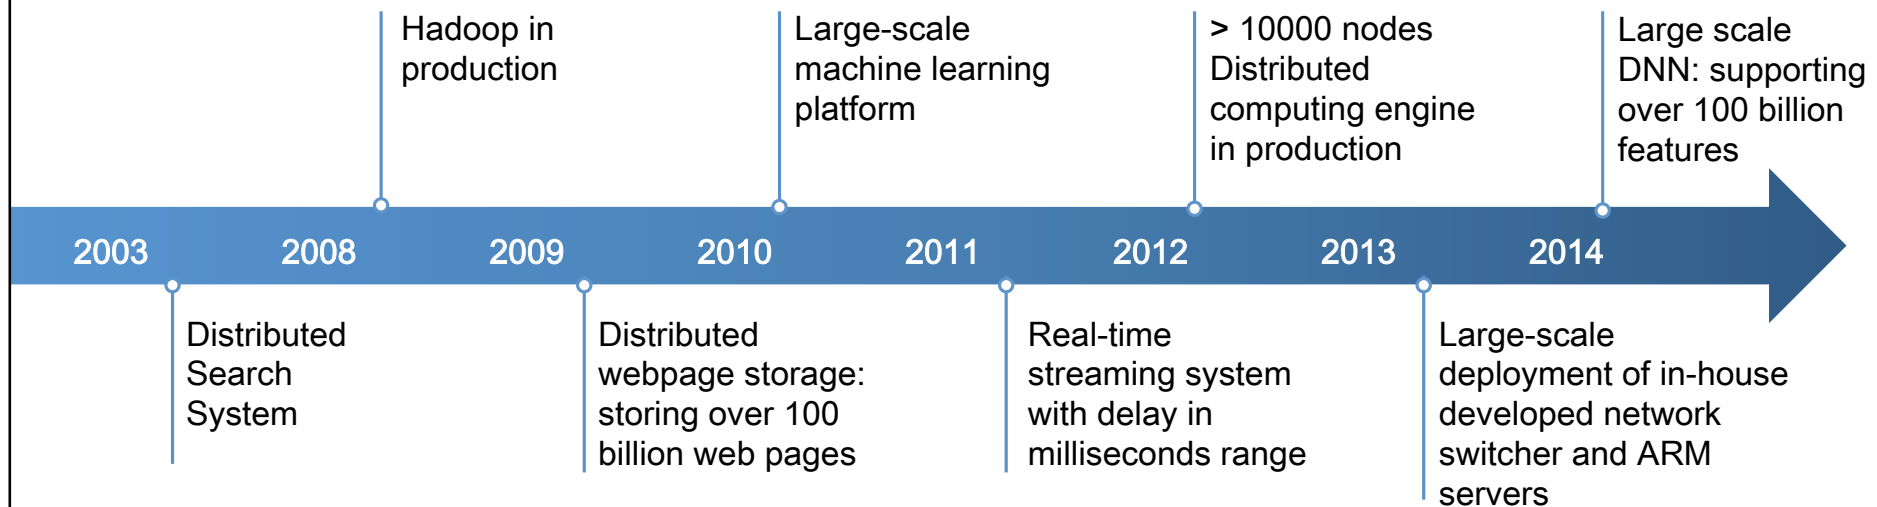 Hadoop in
production
Large-scale
machine learning
platform
> 10000 nodes
Distributed
computing engine
in production
Large scale
DNN: supporting
over 100 billion
features
2003 2008 2009 2010 2011 2012 2013 2014
Distributed
Search
System
Distributed
webpage storage:
storing over 100
billion web pages
Real-time
streaming system
with delay in
milliseconds range
Large-scale
deployment of in-house
developed network
switcher and ARM
servers